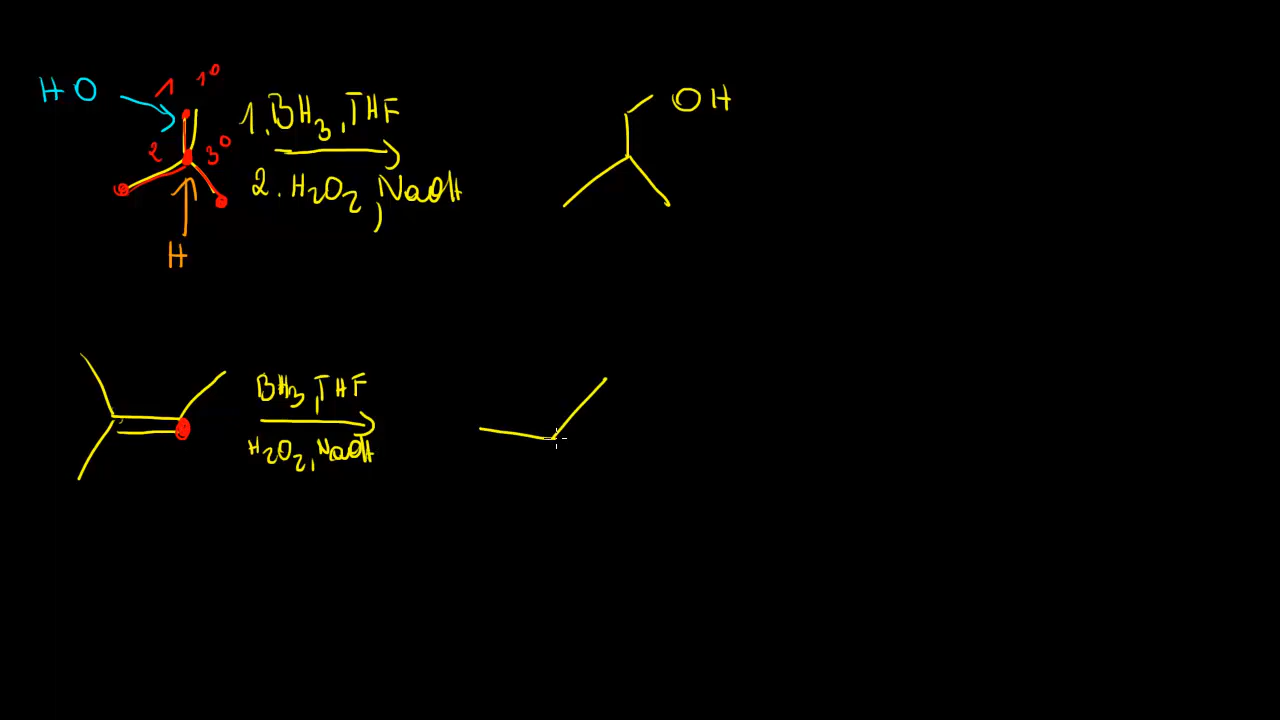 HO
1 1°
2 3°
H
1. BH3, THF
2. H2O2, NaOH
OH
BH3, THF
H2O2, NaOH